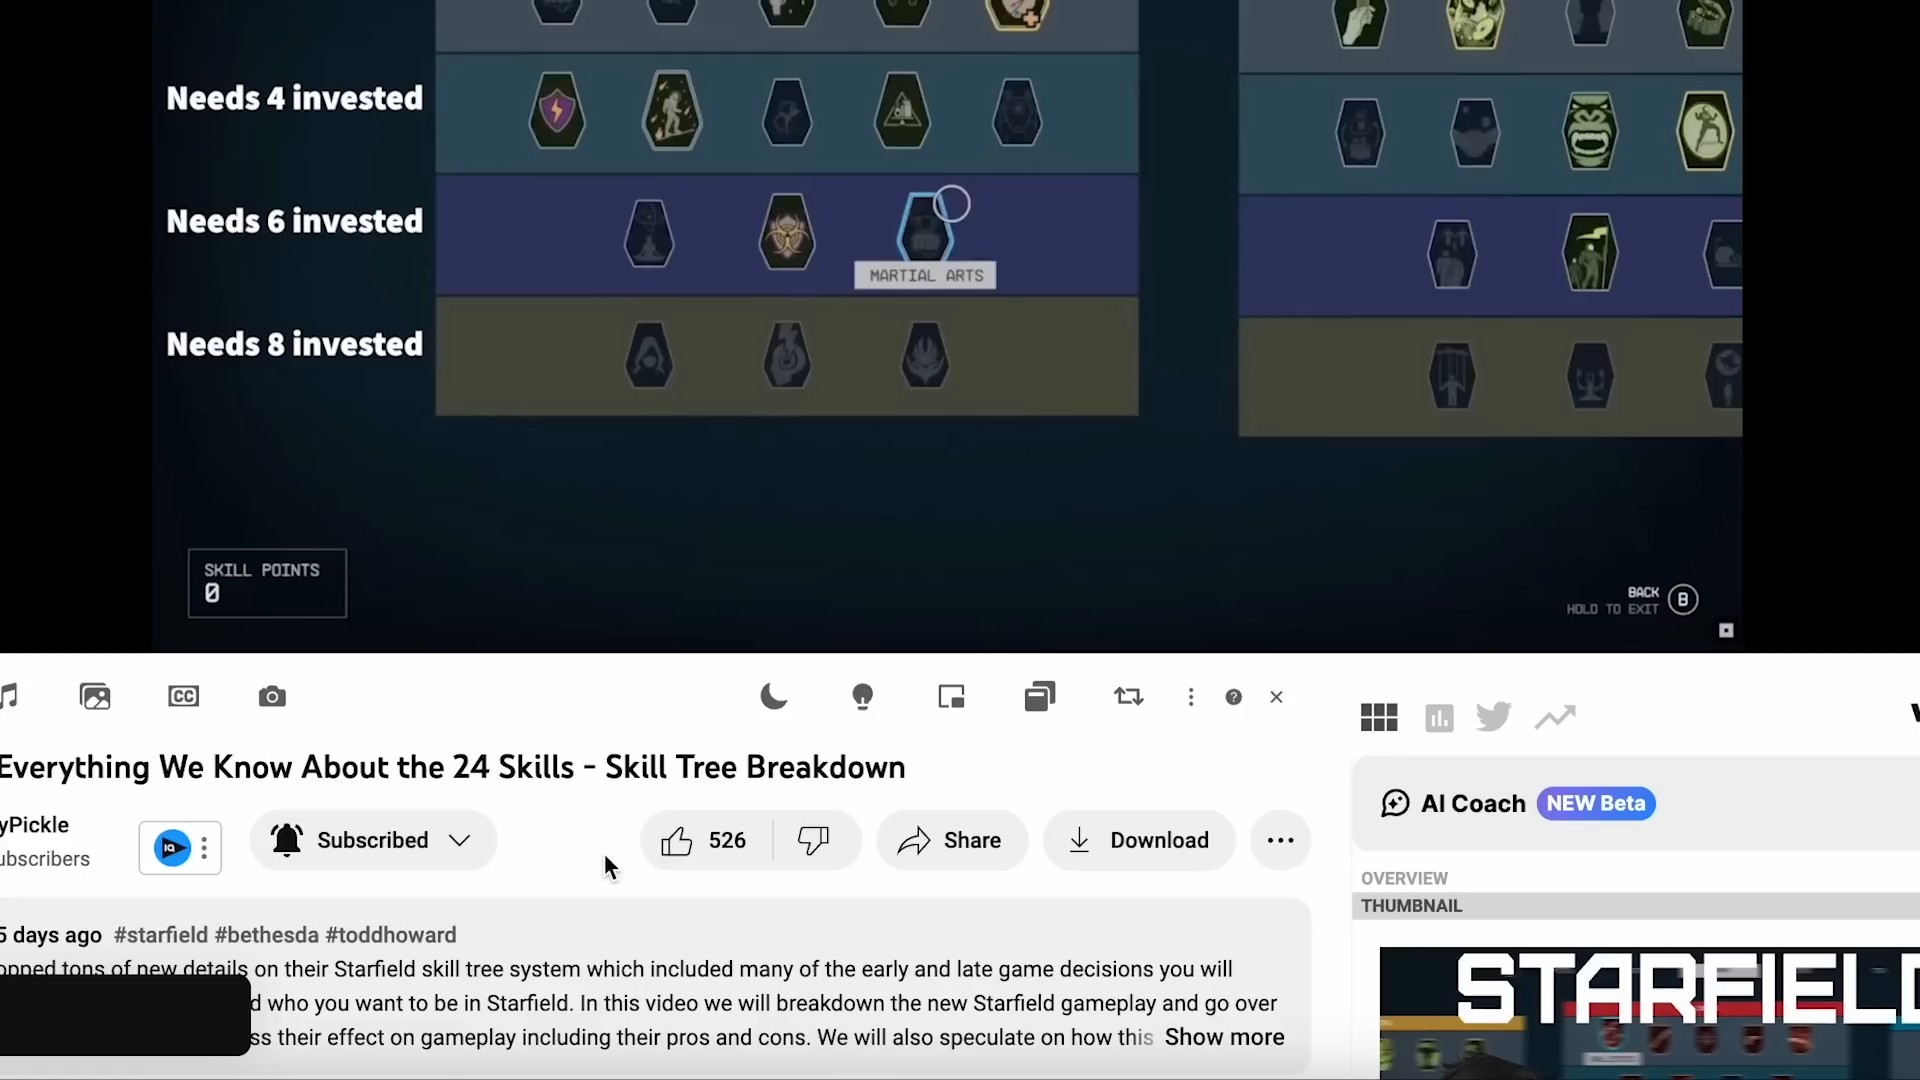 Needs 4 invested
Needs 6 invested
MARTIAL ARTS
Needs 8 invested
SKILL POINTS
0
BACK
HOLD TO EXIT
B
CC
Everything We Know About the 24 Skills - Skill Tree Breakdown
yPickle
ubscribers
IQ
Subscribed
526
Share
Download
AI Coach
NEW Beta
OVERVIEW
THUMBNAIL
5 days ago #starfield #bethesda #toddhoward
opped tons of new details on their Starfield skill tree system which included many of the early and late game decisions you will
d who you want to be in Starfield. In this video we will breakdown the new Starfield gameplay and go over
ss their effect on gameplay including their pros and cons. We will also speculate on how this Show more
STARFIELD